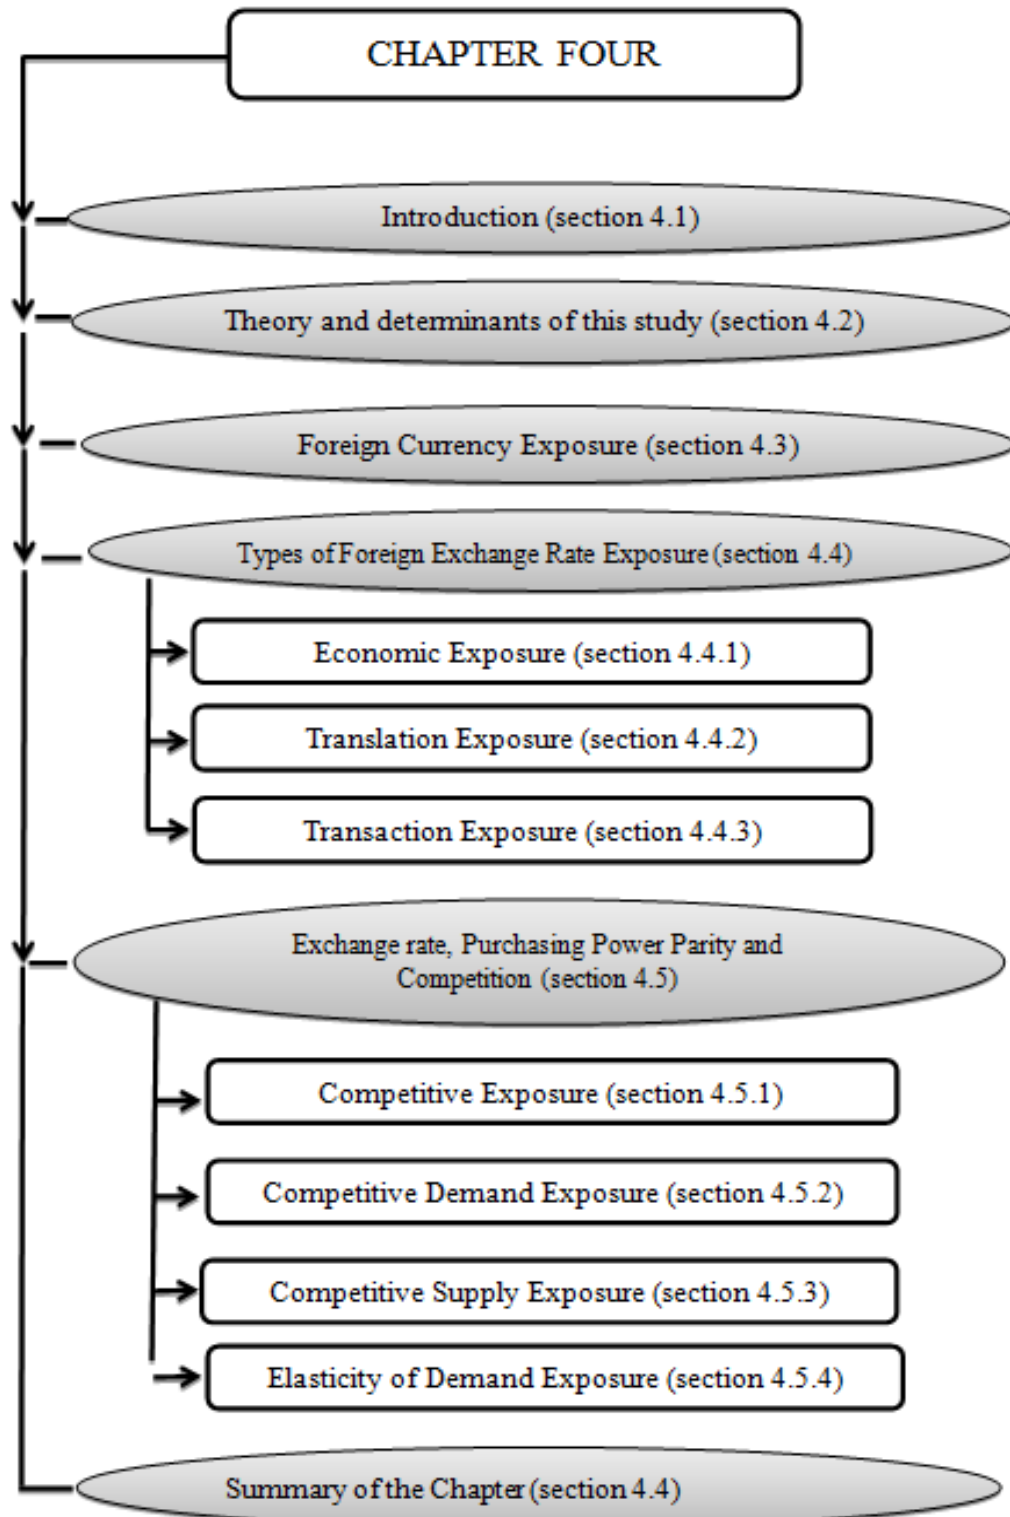 CHAPTER FOUR
Introduction (section 4.1)
Theory and determinants of this study (section 4.2)
Foreign Currency Exposure (section 4.3)
Types of Foreign Exchange Rate Exposure (section 4.4)
Economic Exposure (section 4.4.1)
Translation Exposure (section 4.4.2)
Transaction Exposure (section 4.4.3)
Exchange rate, Purchasing Power Parity and
Competition (section 4.5)
Competitive Exposure (section 4.5.1)
Competitive Demand Exposure (section 4.5.2)
Competitive Supply Exposure (section 4.5.3)
Elasticity of Demand Exposure (section 4.5.4)
Summary of the Chapter (section 4.4)